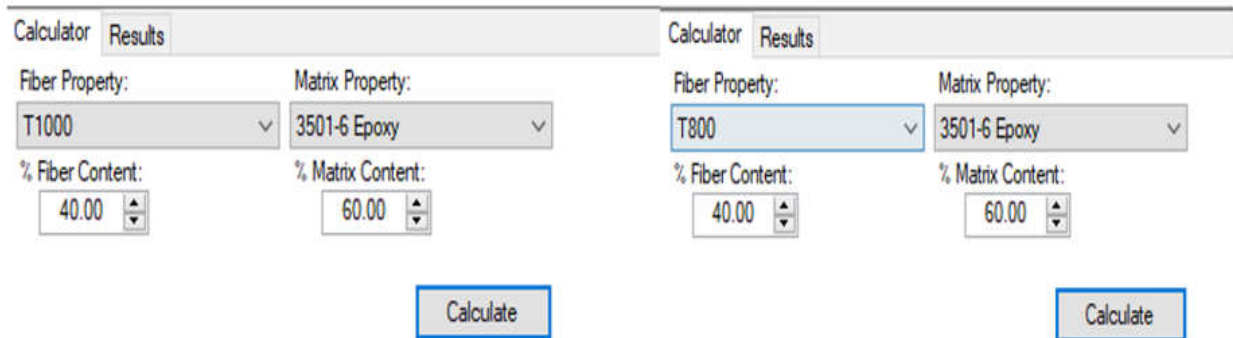 Calculator Results
Fiber Property: Matrix Property:
T1000 3501-6 Epoxy
% Fiber Content: % Matrix Content:
40.00 60.00
Calculate
Calculator Results
Fiber Property: Matrix Property:
T800 3501-6 Epoxy
% Fiber Content: % Matrix Content:
40.00 60.00
Calculate